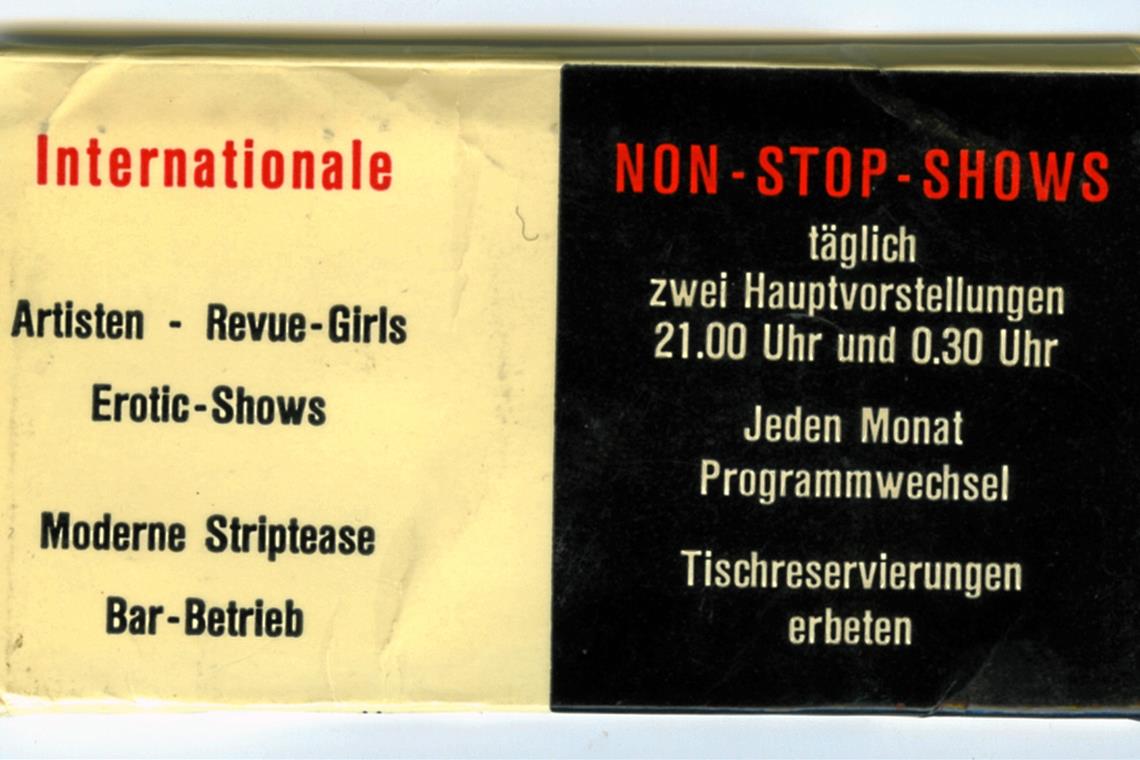 Internationale
Artisten - Revue-Girls
Erotic-Shows
Moderne Striptease
Bar-Betrieb
NON-STOP-SHOWS
täglich
zwei Hauptvorstellungen
21.00 Uhr und 0.30 Uhr
Jeden Monat
Programmwechsel
Tischreservierungen
erbeten